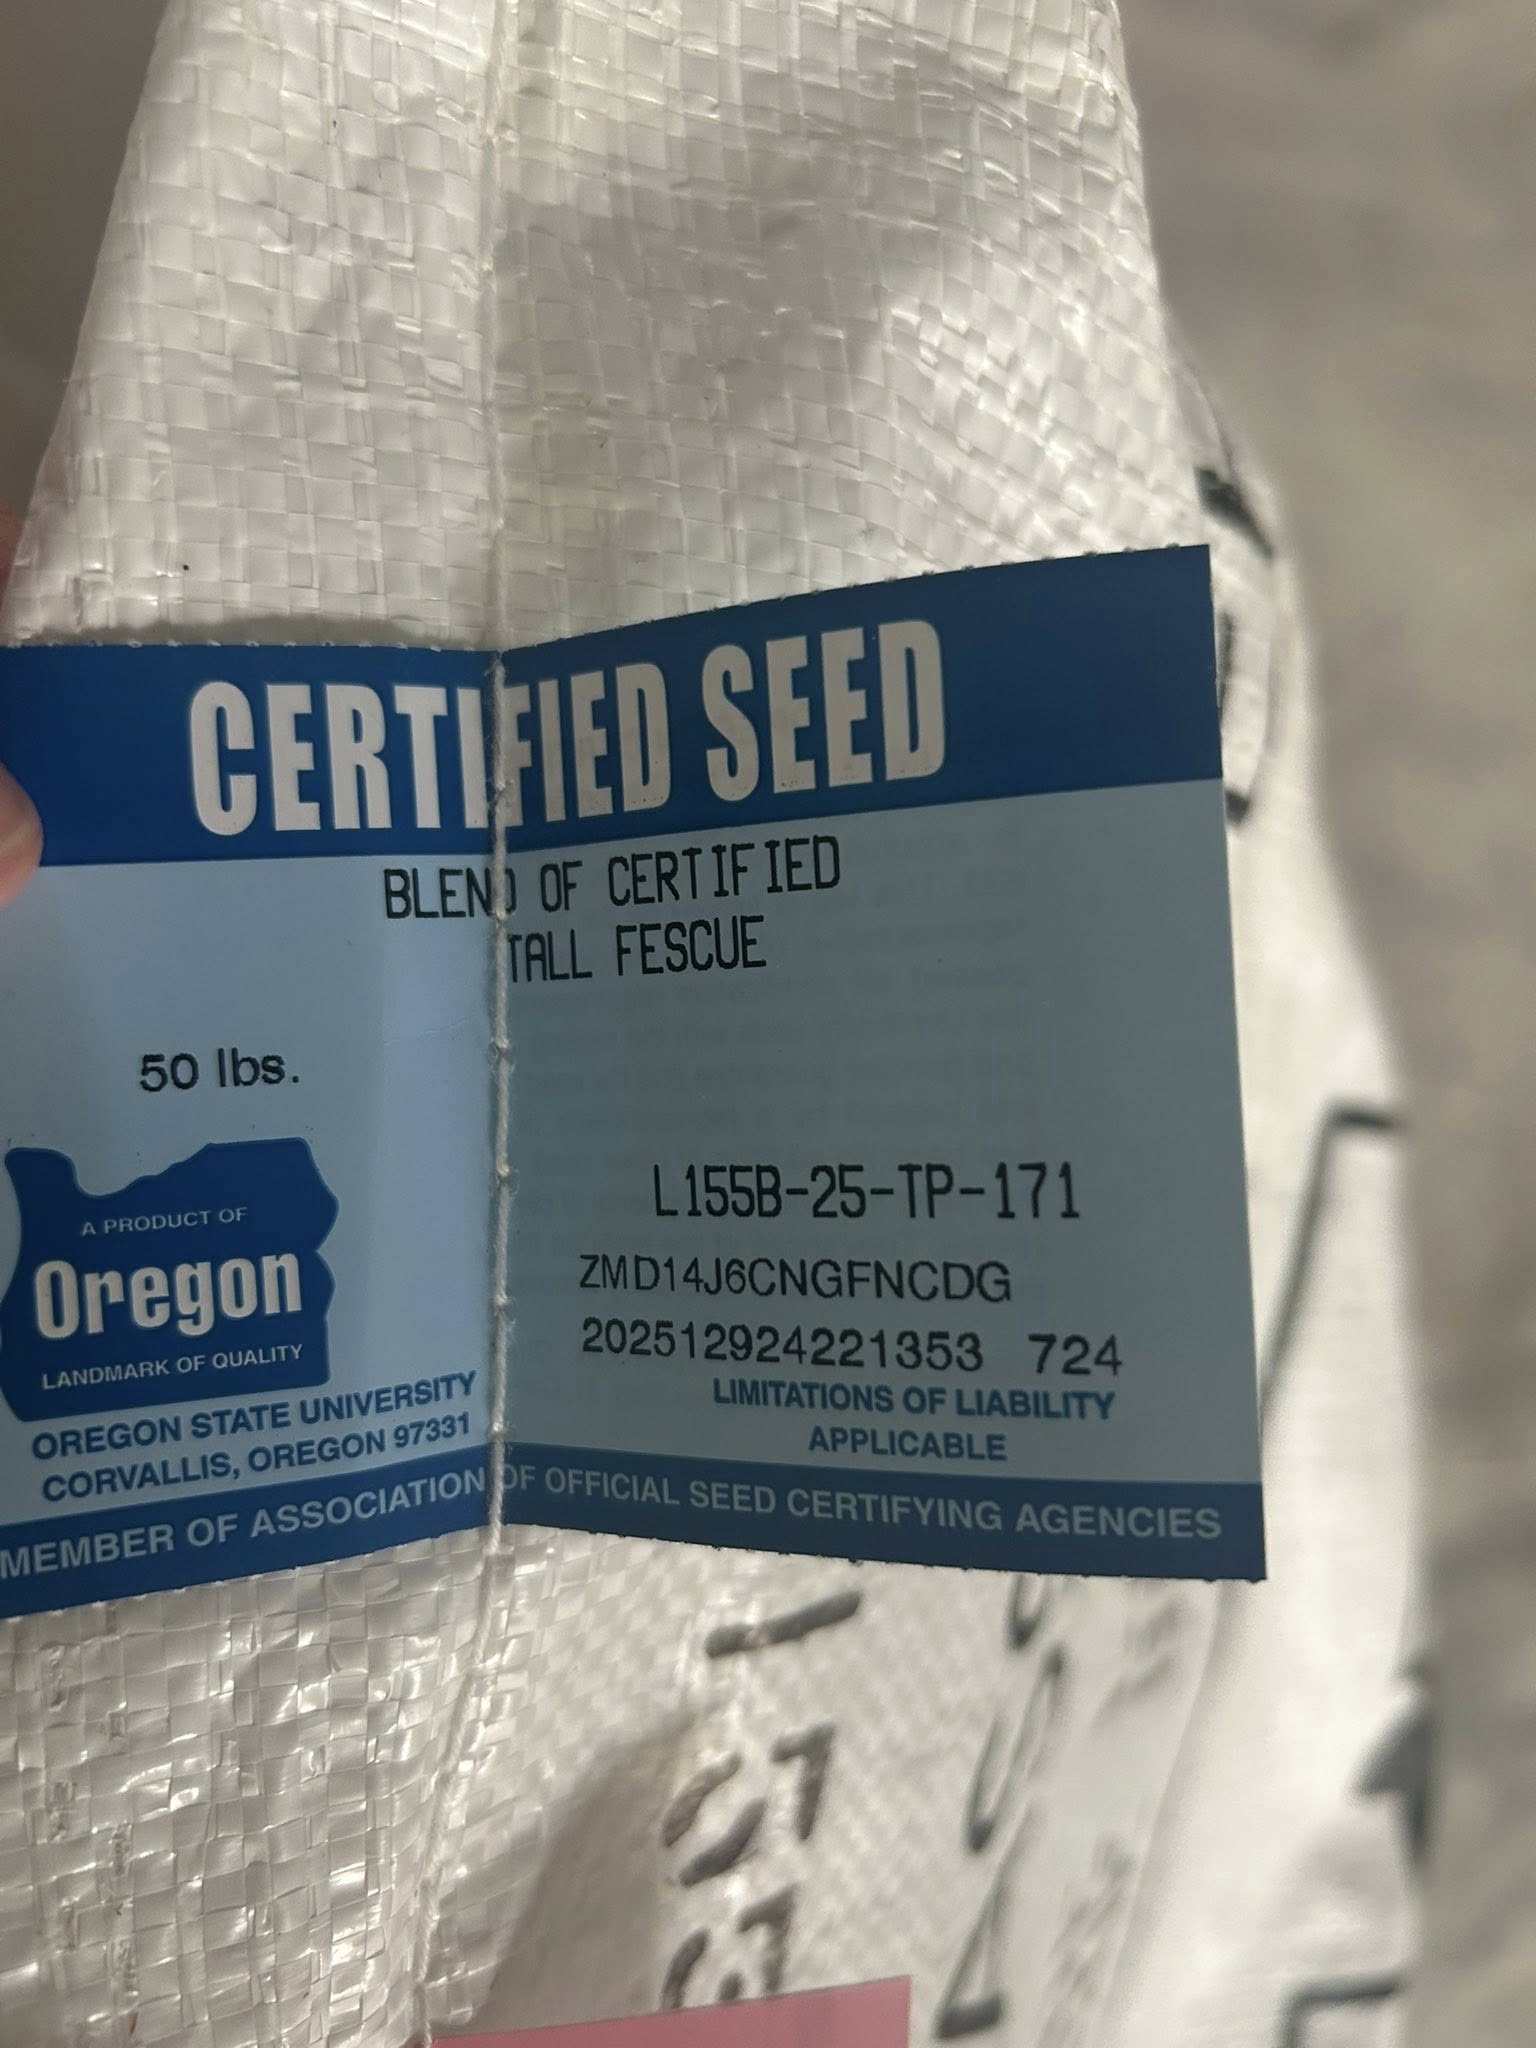 CERTIFIED SEED
BLEND OF CERTIFIED
TALL FESCUE
50 lbs.
L155B-25-TP-171
ZMD14J6CNGFNCDG
202512924221353 724
A PRODUCT OF
Oregon
LANDMARK OF QUALITY
OREGON STATE UNIVERSITY
CORVALLIS, OREGON 97331
LIMITATIONS OF LIABILITY
APPLICABLE
MEMBER OF ASSOCIATION OF OFFICIAL SEED CERTIFYING AGENCIES